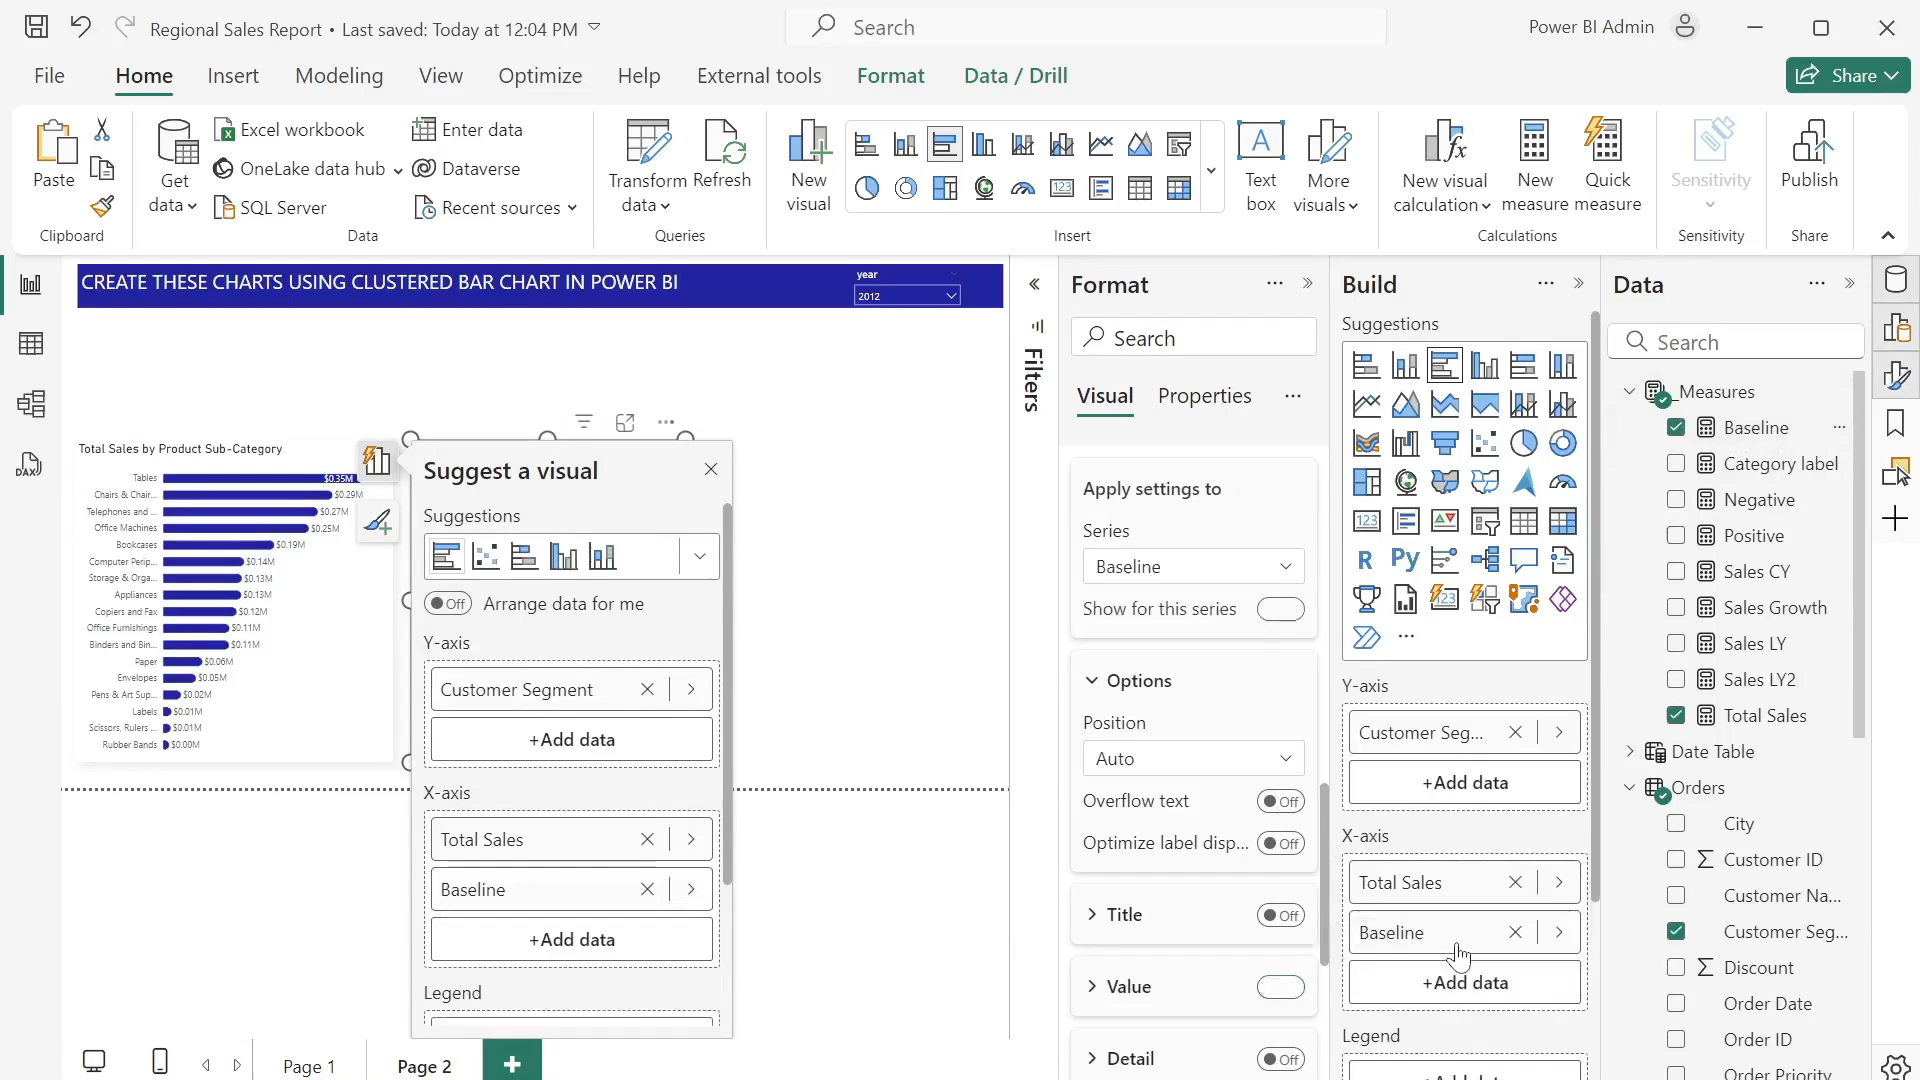 Regional Sales Report • Last saved: Today at 12:04 PM
Search
Power BI Admin
File
Home
Insert
Modeling
View
Optimize
Help
External tools
Format
Data / Drill
Share
Paste
Clipboard
Get
data
Excel workbook
OneLake data hub
SQL Server
Enter data
Dataverse
Recent sources
Data
Transform
data
Refresh
Queries
New
visual
Text
box
More
visuals
Insert
New visual
calculation
New
measure
Quick
measure
Calculations
Sensitivity
Sensitivity
Publish
Share
DAX
CREATE THESE CHARTS USING CLUSTERED BAR CHART IN POWER BI
year
2012
Total Sales by Product Sub-Category
Tables $0.35M
Chairs & Chair... $0.29M
Telephones and ... $0.27M
Office Machines $0.25M
Bookcases $0.19M
Computer Perip... $0.14M
Storage & Orga... $0.13M
Appliances $0.13M
Copiers and Fax $0.12M
Office Furnishings $0.11M
Binders and Bin... $0.11M
Paper $0.06M
Envelopes $0.05M
Pens & Art Sup... $0.02M
Labels $0.01M
Scissors, Rulers ... $0.01M
Rubber Bands $0.00M
Suggest a visual
Suggestions
Off Arrange data for me
Y-axis
Customer Segment
+Add data
X-axis
Total Sales
Baseline
+Add data
Legend
Filters
Format
Search
Visual
Properties
Apply settings to
Series
Baseline
Show for this series
Options
Position
Auto
Overflow text Off
Optimize label disp... Off
Title Off
Value
Detail Off
Build
Suggestions
123
R
Py
123
Y-axis
Customer Seg...
+Add data
X-axis
Total Sales
Baseline
+Add data
Legend
Data
Search
_Measures
Baseline
Category label
Negative
Positive
Sales CY
Sales Growth
Sales LY
Sales LY2
Total Sales
Date Table
Orders
City
Customer ID
Customer Na...
Customer Seg...
Discount
Order Date
Order ID
Order Priority
Page 1
Page 2